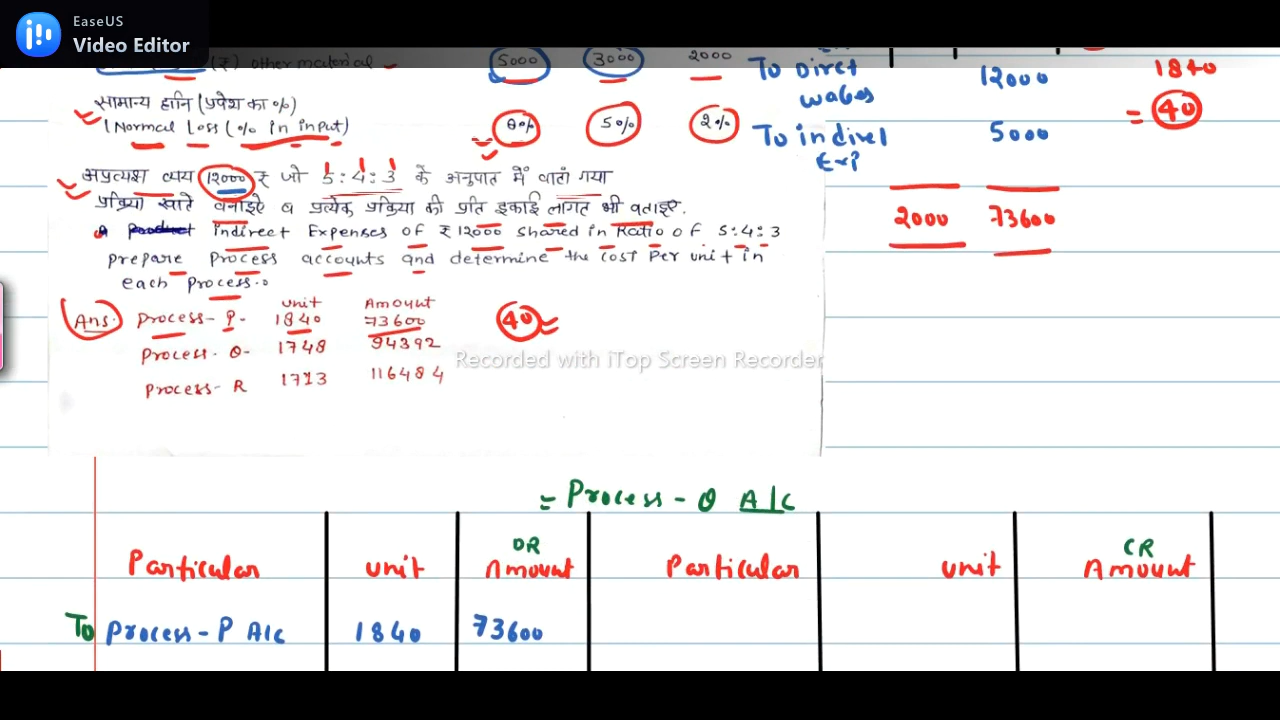 EaseUS
Video Editor
(₹) other material 5000 3000 2000
सामान्य हानि (प्रवेश का %)
(Normal Loss (% in input) 8% 5% 2%
अप्रत्यक्ष व्यय 12000 ₹ जो 5:4:3 के अनुपात में बाता गया
प्रक्रिया खाते बनाइऐ व प्रत्येक प्रक्रिया की प्रति इकाई लागत भी बताइए.
Indirect Expenses of ₹12000 shared in Ratio of 5:4:3
prepare process accounts and determine the cost per unit in
each process.
unit Amount
Ans. process- P- 1840 73600 40 =
process- Q- 1748 94392
process- R 1713 116484
Recorded with iTop Screen Recorder
To Direct 12000 1840
wages = 40
To indirel 5000
Exp
2000 73600
= Process - Q A/c
DR CR
Particular unit Amount Particular unit Amount
To process - P A/c 1840 73600